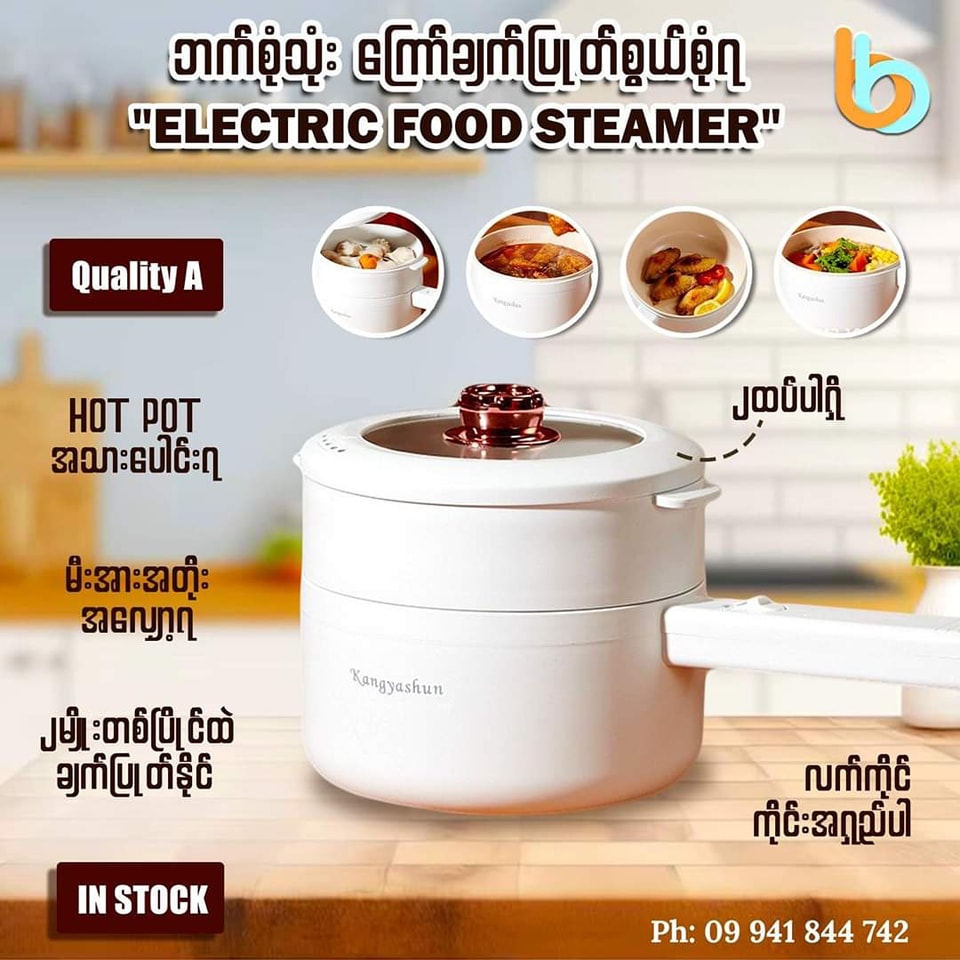 ဘက်စုံသုံး ကြော်ချက်ပြုတ်စွယ်စုံရ
"ELECTRIC FOOD STEAMER"
Quality A
Kangyashun
Kangyashun
Kangyashun
HOT POT
အသားပေါင်းရ
၂ထပ်ပါရှိ
မီးအားအတိုး
အလျှော့ရ
Kangyashun
၂မျိုးတစ်ပြိုင်ထဲ
ချက်ပြုတ်နိုင်
လက်ကိုင်
ကိုင်းအရှည်ပါ
IN STOCK
Ph: 09 941 844 742